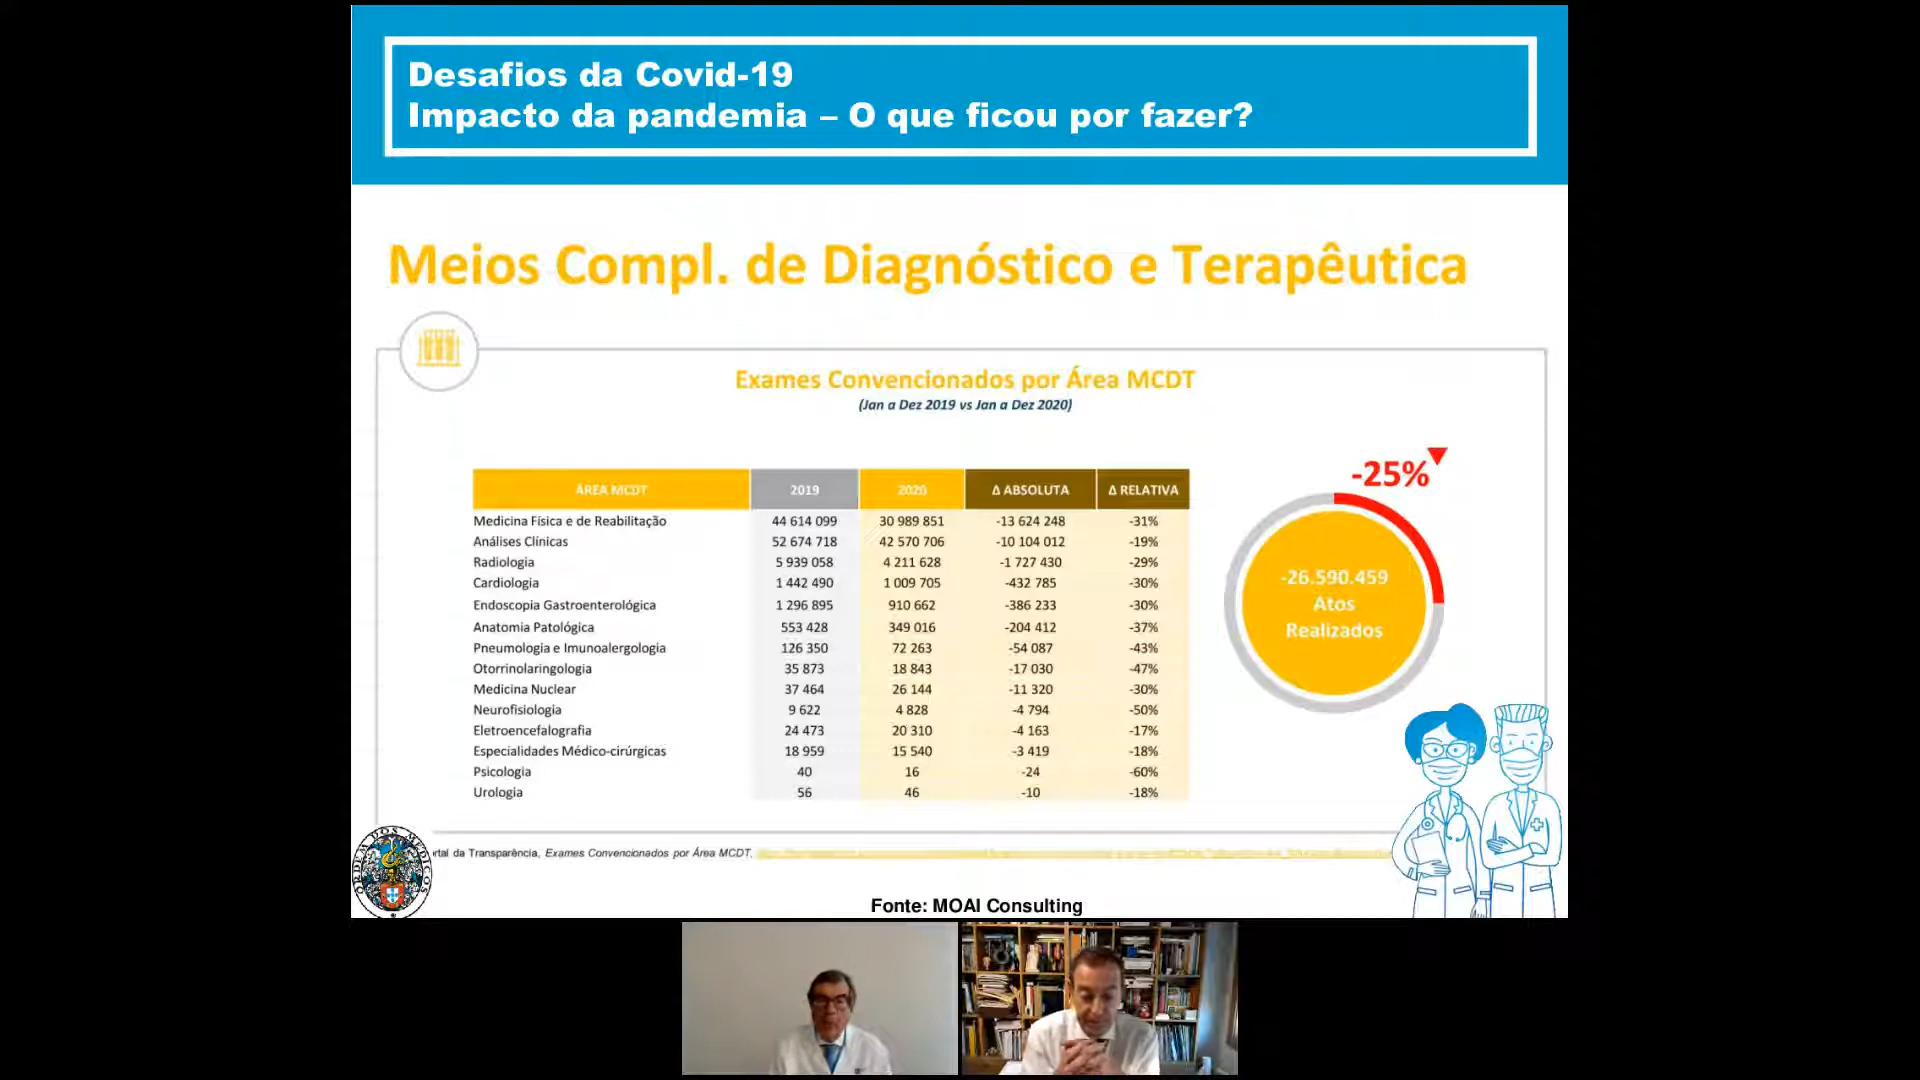 Desafios da Covid-19
Impacto da pandemia – O que ficou por fazer?
Meios Compl. de Diagnóstico e Terapêutica
Exames Convencionados por Área MCDT
(Jan a Dez 2019 vs Jan a Dez 2020)
ÁREA MCDT 2019 2020 Δ ABSOLUTA Δ RELATIVA
Medicina Física e de Reabilitação 44 614 099 30 989 851 -13 624 248 -31%
Análises Clínicas 52 674 718 42 570 706 -10 104 012 -19%
Radiologia 5 939 058 4 211 628 -1 727 430 -29%
Cardiologia 1 442 490 1 009 705 -432 785 -30%
Endoscopia Gastroenterológica 1 296 895 910 662 -386 233 -30%
Anatomia Patológica 553 428 349 016 -204 412 -37%
Pneumologia e Imunoalergologia 126 350 72 263 -54 087 -43%
Otorrinolaringologia 35 873 18 843 -17 030 -47%
Medicina Nuclear 37 464 26 144 -11 320 -30%
Neurofisiologia 9 622 4 828 -4 794 -50%
Eletroencefalografia 24 473 20 310 -4 163 -17%
Especialidades Médico-cirúrgicas 18 959 15 540 -3 419 -18%
Psicologia 40 16 -24 -60%
Urologia 56 46 -10 -18%
-25%
-26.590.459
Atos
Realizados
ORDEM DOS MEDICOS
rtal da Transparência, Exames Convencionados por Área MCDT,
Fonte: MOAI Consulting